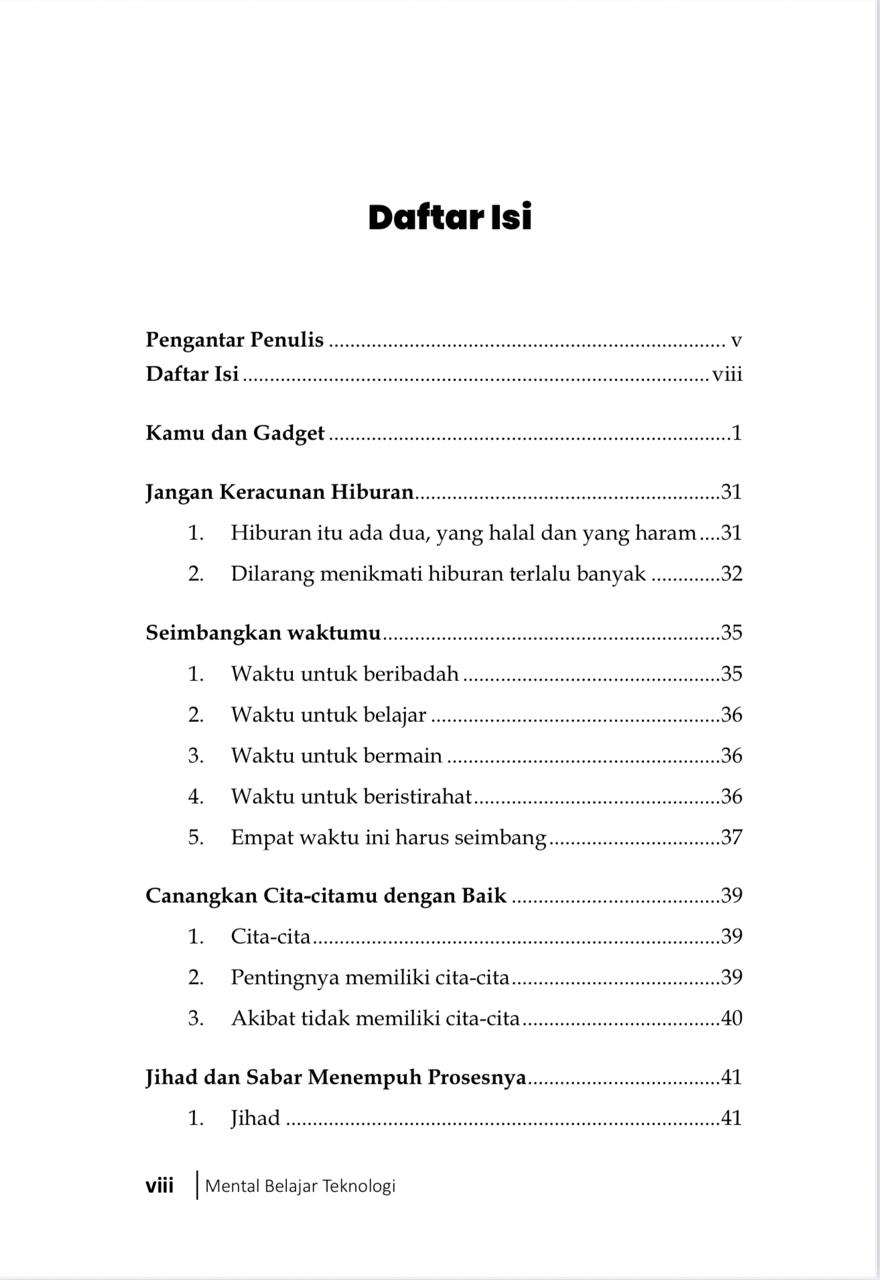 Daftar Isi
Pengantar Penulis ........................................................................... v
Daftar Isi ........................................................................................ viii
Kamu dan Gadget ............................................................................1
Jangan Keracunan Hiburan..........................................................31
1. Hiburan itu ada dua, yang halal dan yang haram ....31
2. Dilarang menikmati hiburan terlalu banyak .............32
Seimbangkan waktumu................................................................35
1. Waktu untuk beribadah .................................................35
2. Waktu untuk belajar .......................................................36
3. Waktu untuk bermain ....................................................36
4. Waktu untuk beristirahat...............................................36
5. Empat waktu ini harus seimbang................................37
Canangkan Cita-citamu dengan Baik .......................................39
1. Cita-cita.............................................................................39
2. Pentingnya memiliki cita-cita.......................................39
3. Akibat tidak memiliki cita-cita.....................................40
Jihad dan Sabar Menempuh Prosesnya....................................41
1. Jihad ..................................................................................41
viii | Mental Belajar Teknologi